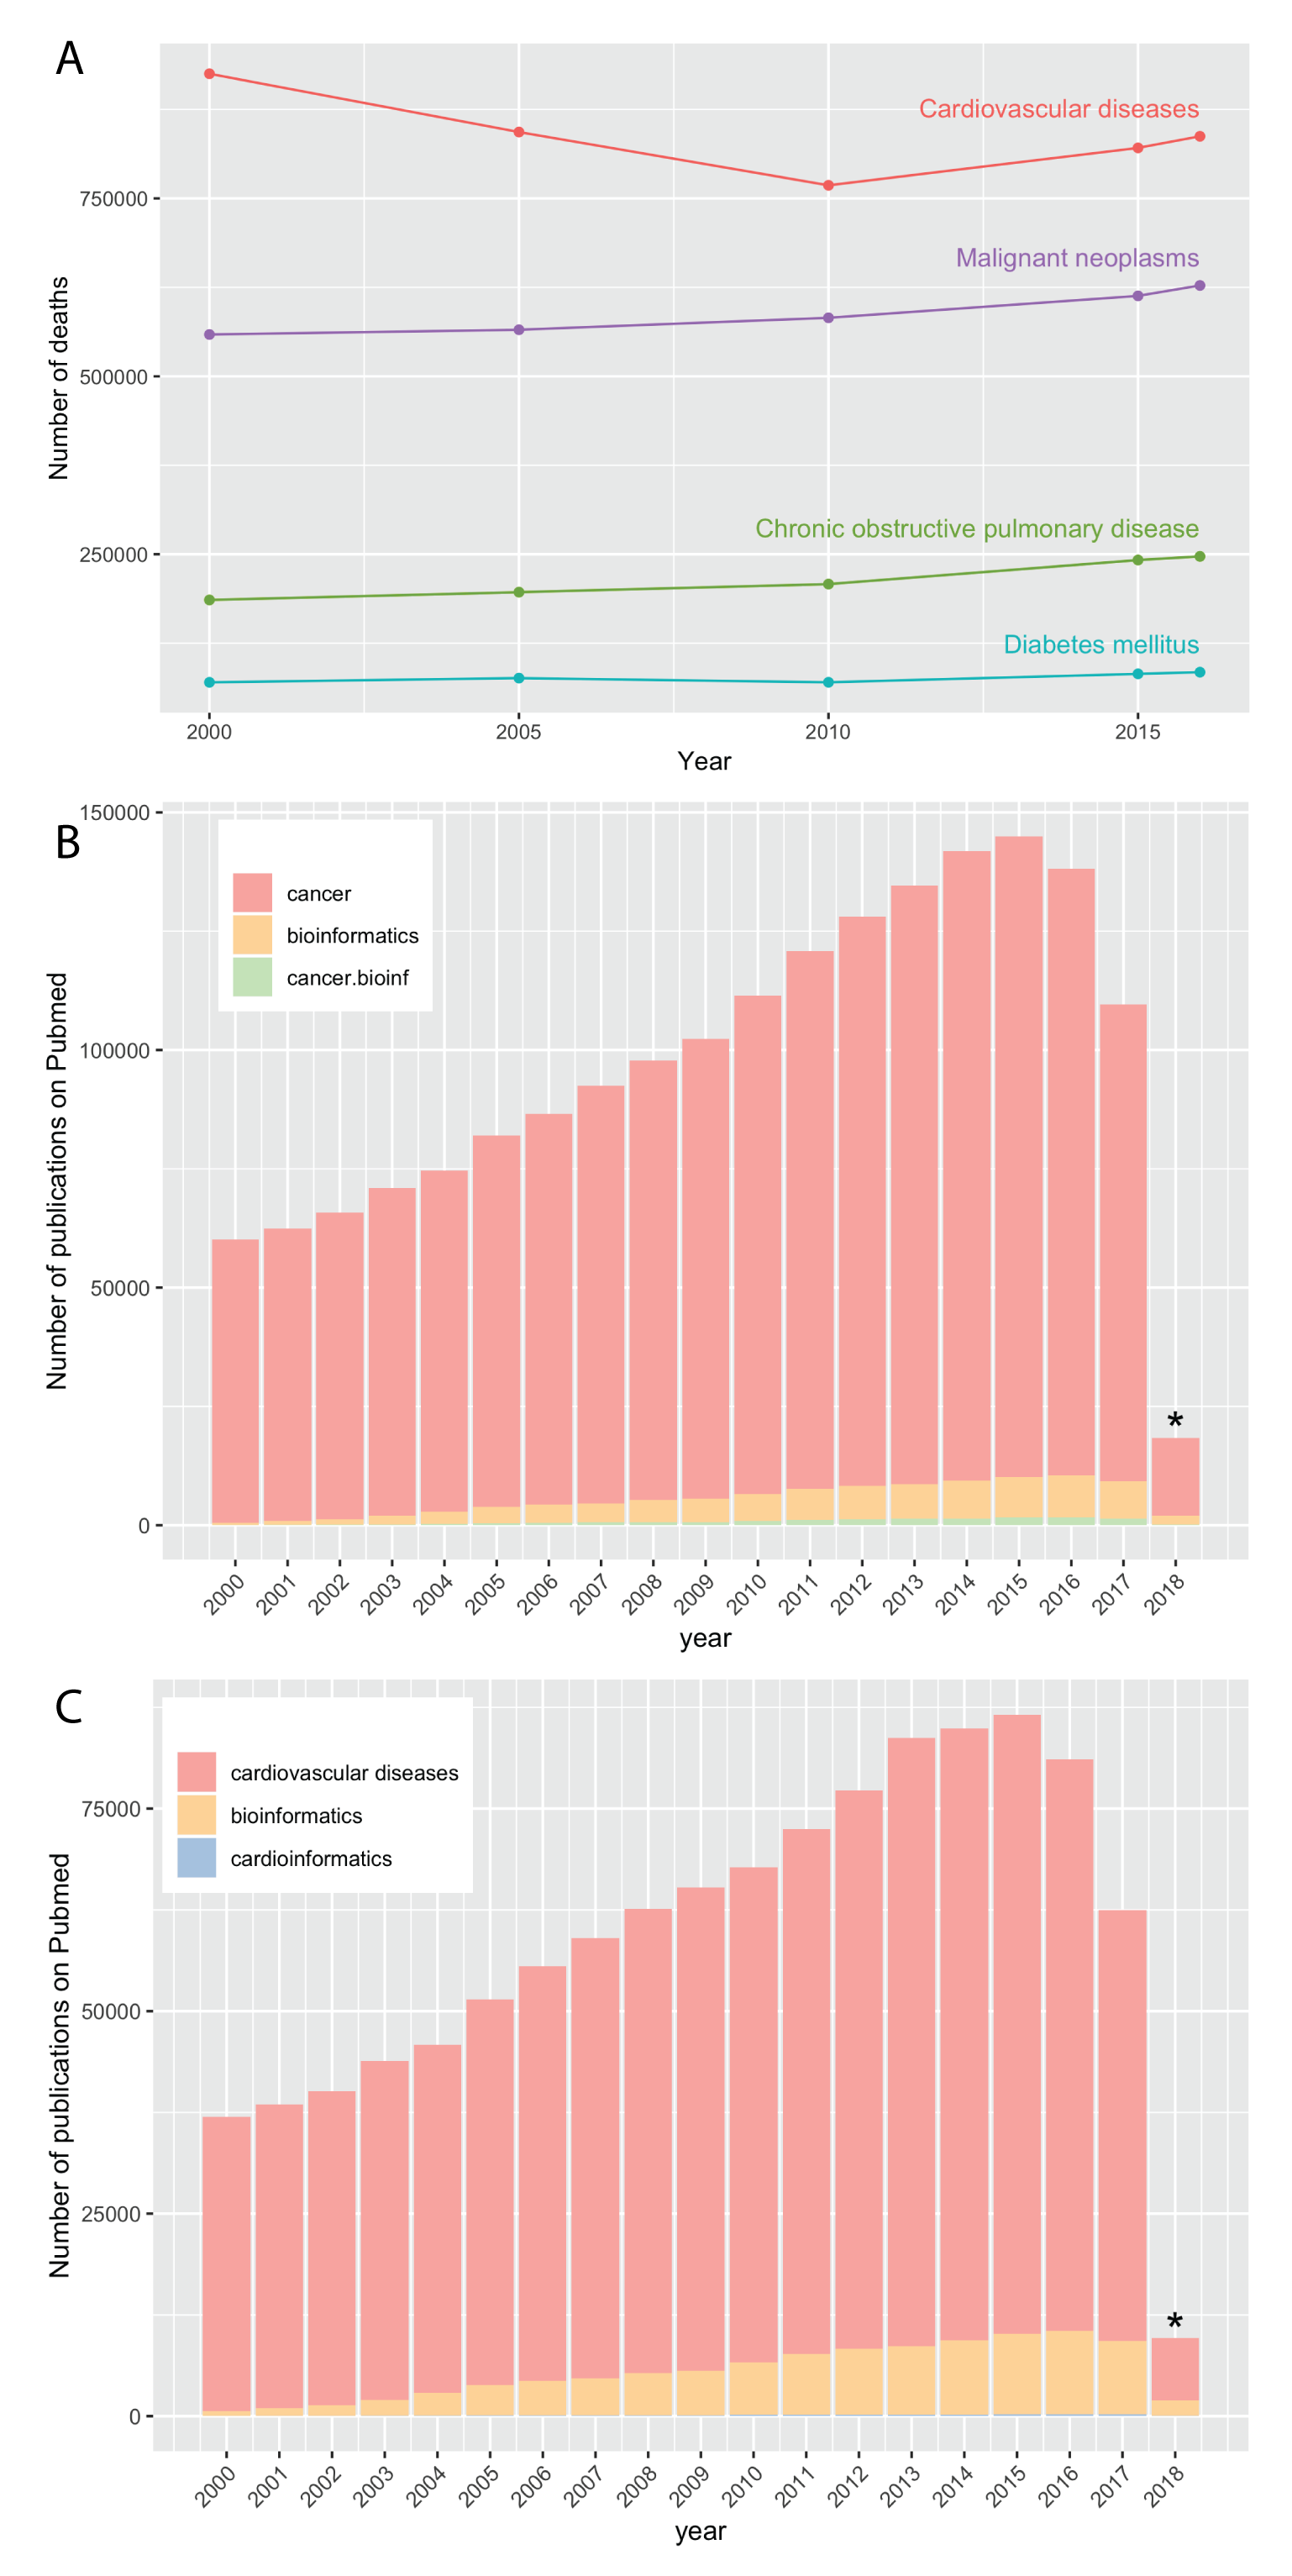 A
Cardiovascular diseases
750000
Malignant neoplasms
Number of deaths
500000
Chronic obstructive pulmonary disease
250000
Diabetes mellitus
2000 2005 2010 2015
Year
B
150000
cancer
bioinformatics
cancer.bioinf
Number of publications on Pubmed
100000
50000
*
0
2000 2001 2002 2003 2004 2005 2006 2007 2008 2009 2010 2011 2012 2013 2014 2015 2016 2017 2018
year
C
cardiovascular diseases
75000
bioinformatics
cardioinformatics
Number of publications on Pubmed
50000
25000
*
0
2000 2001 2002 2003 2004 2005 2006 2007 2008 2009 2010 2011 2012 2013 2014 2015 2016 2017 2018
year